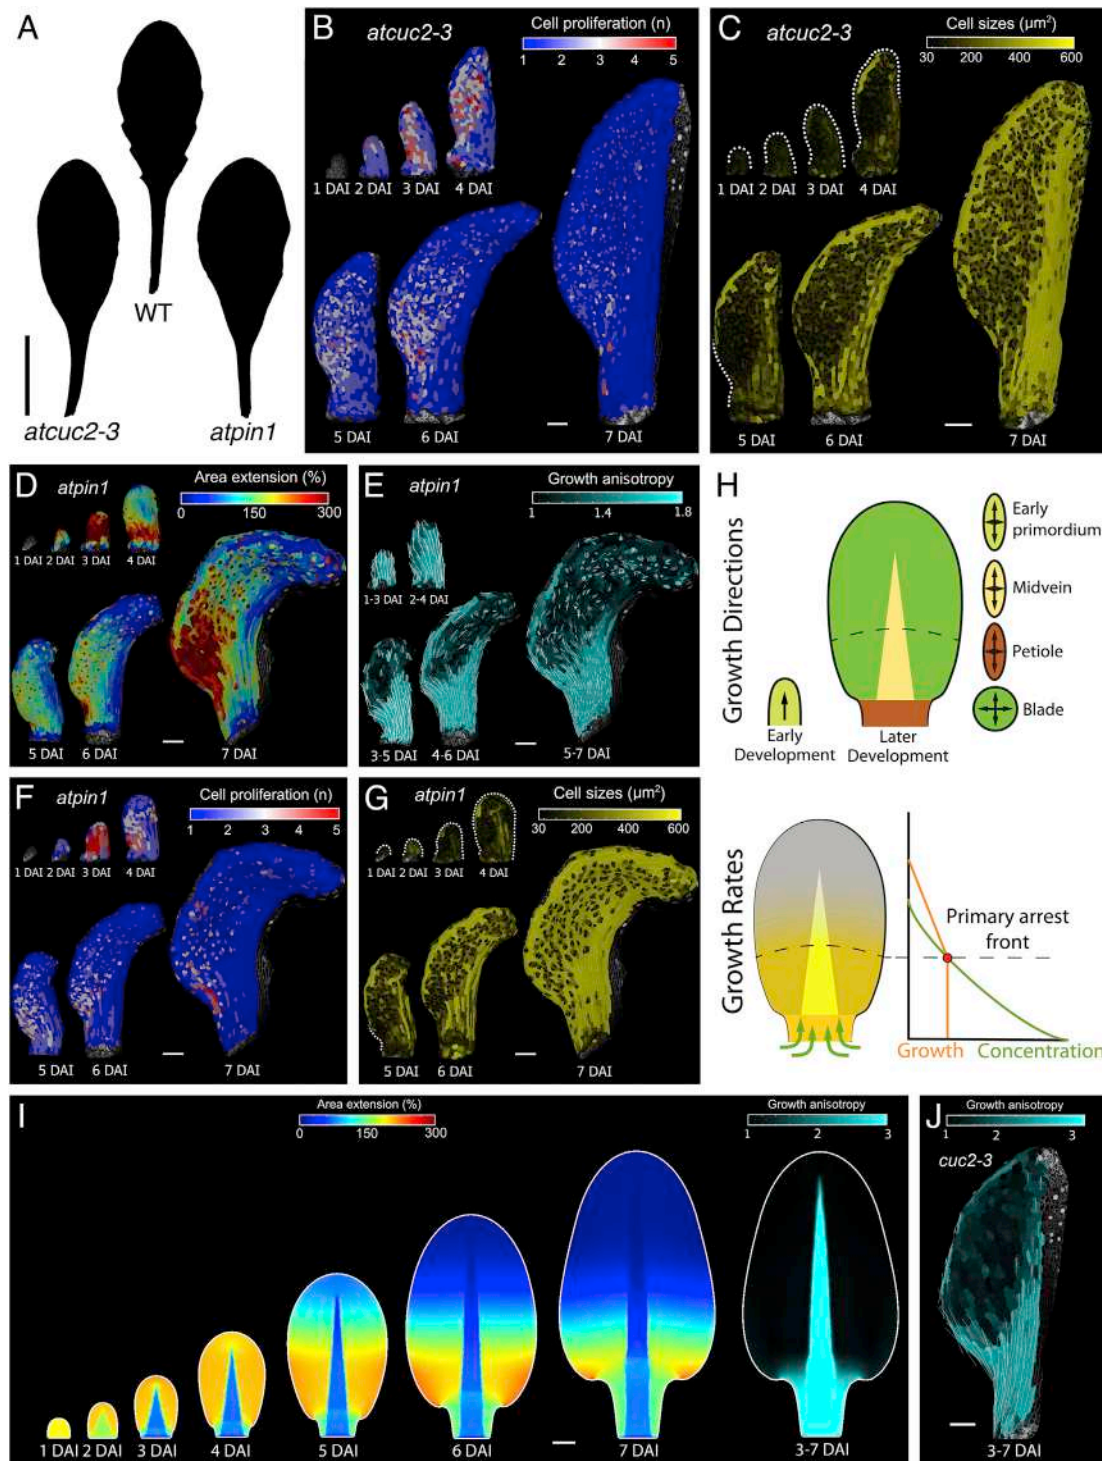 A
WT
atcuc2-3
atpin1
B
atcuc2-3
Cell proliferation (n)
1 2 3 4 5
1 DAI 2 DAI 3 DAI 4 DAI
5 DAI 6 DAI 7 DAI
C
atcuc2-3
Cell sizes (µm²)
30 200 400 600
1 DAI 2 DAI 3 DAI 4 DAI
5 DAI 6 DAI 7 DAI
D
atpin1
Area extension (%)
0 150 300
1 DAI 2 DAI 3 DAI 4 DAI
5 DAI 6 DAI 7 DAI
E
atpin1
Growth anisotropy
1 1.4 1.8
1-3 DAI 2-4 DAI
3-5 DAI 4-6 DAI 5-7 DAI
F
atpin1
Cell proliferation (n)
1 2 3 4 5
1 DAI 2 DAI 3 DAI 4 DAI
5 DAI 6 DAI 7 DAI
G
atpin1
Cell sizes (µm²)
30 200 400 600
1 DAI 2 DAI 3 DAI 4 DAI
5 DAI 6 DAI 7 DAI
H
Growth Directions
Early
Development
Later
Development
Early
primordium
Midvein
Petiole
Blade
Growth Rates
Primary arrest
front
Growth Concentration
I
Area extension (%)
0 150 300
Growth anisotropy
1 2 3
1 DAI 2 DAI 3 DAI 4 DAI 5 DAI 6 DAI 7 DAI 3-7 DAI
J
Growth anisotropy
1 2 3
cuc2-3
3-7 DAI